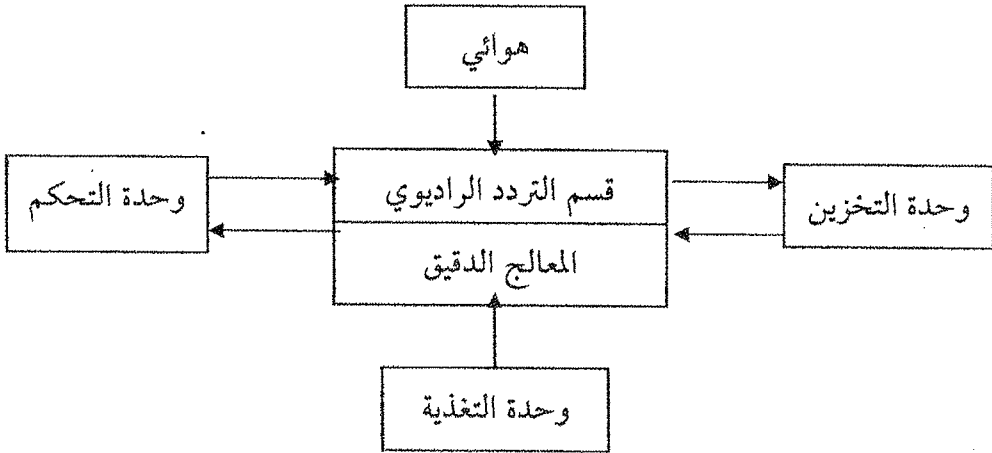 هوائي
وحدة التحكم
قسم التردد الراديوي
المعالج الدقيق
وحدة التخزين
وحدة التغذية